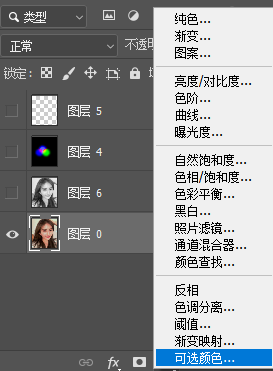 类型
正常
不透明
锁定:
图层 5
图层 4
图层 6
图层 0
fx
纯色...
渐变...
图案...
亮度/对比度...
色阶...
曲线...
曝光度...
自然饱和度...
色相/饱和度...
色彩平衡...
黑白...
照片滤镜...
通道混合器...
颜色查找...
反相
色调分离...
阈值...
渐变映射...
可选颜色...